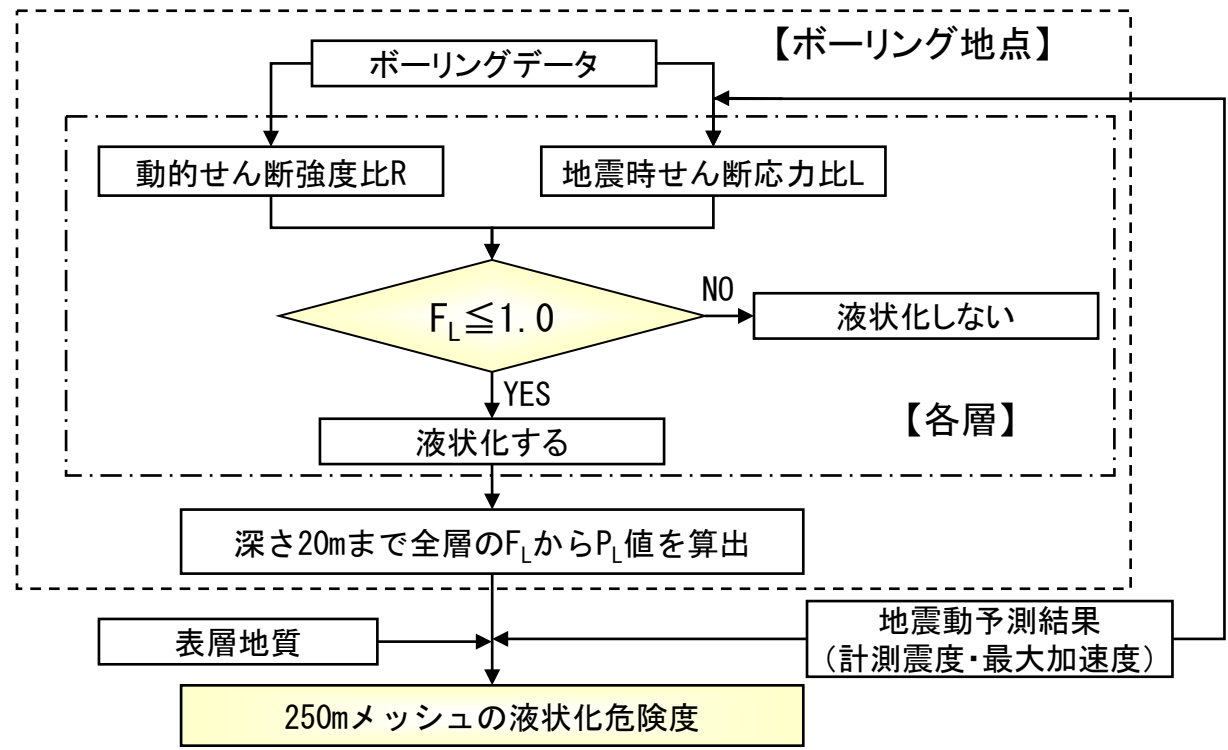 【ボーリング地点】
ボーリングデータ
動的せん断強度比R
地震時せん断応力比L
FL≦1.0
NO
液状化しない
YES
液状化する
【各層】
深さ20mまで全層のFLからPL値を算出
表層地質
地震動予測結果
（計測震度・最大加速度）
250mメッシュの液状化危険度